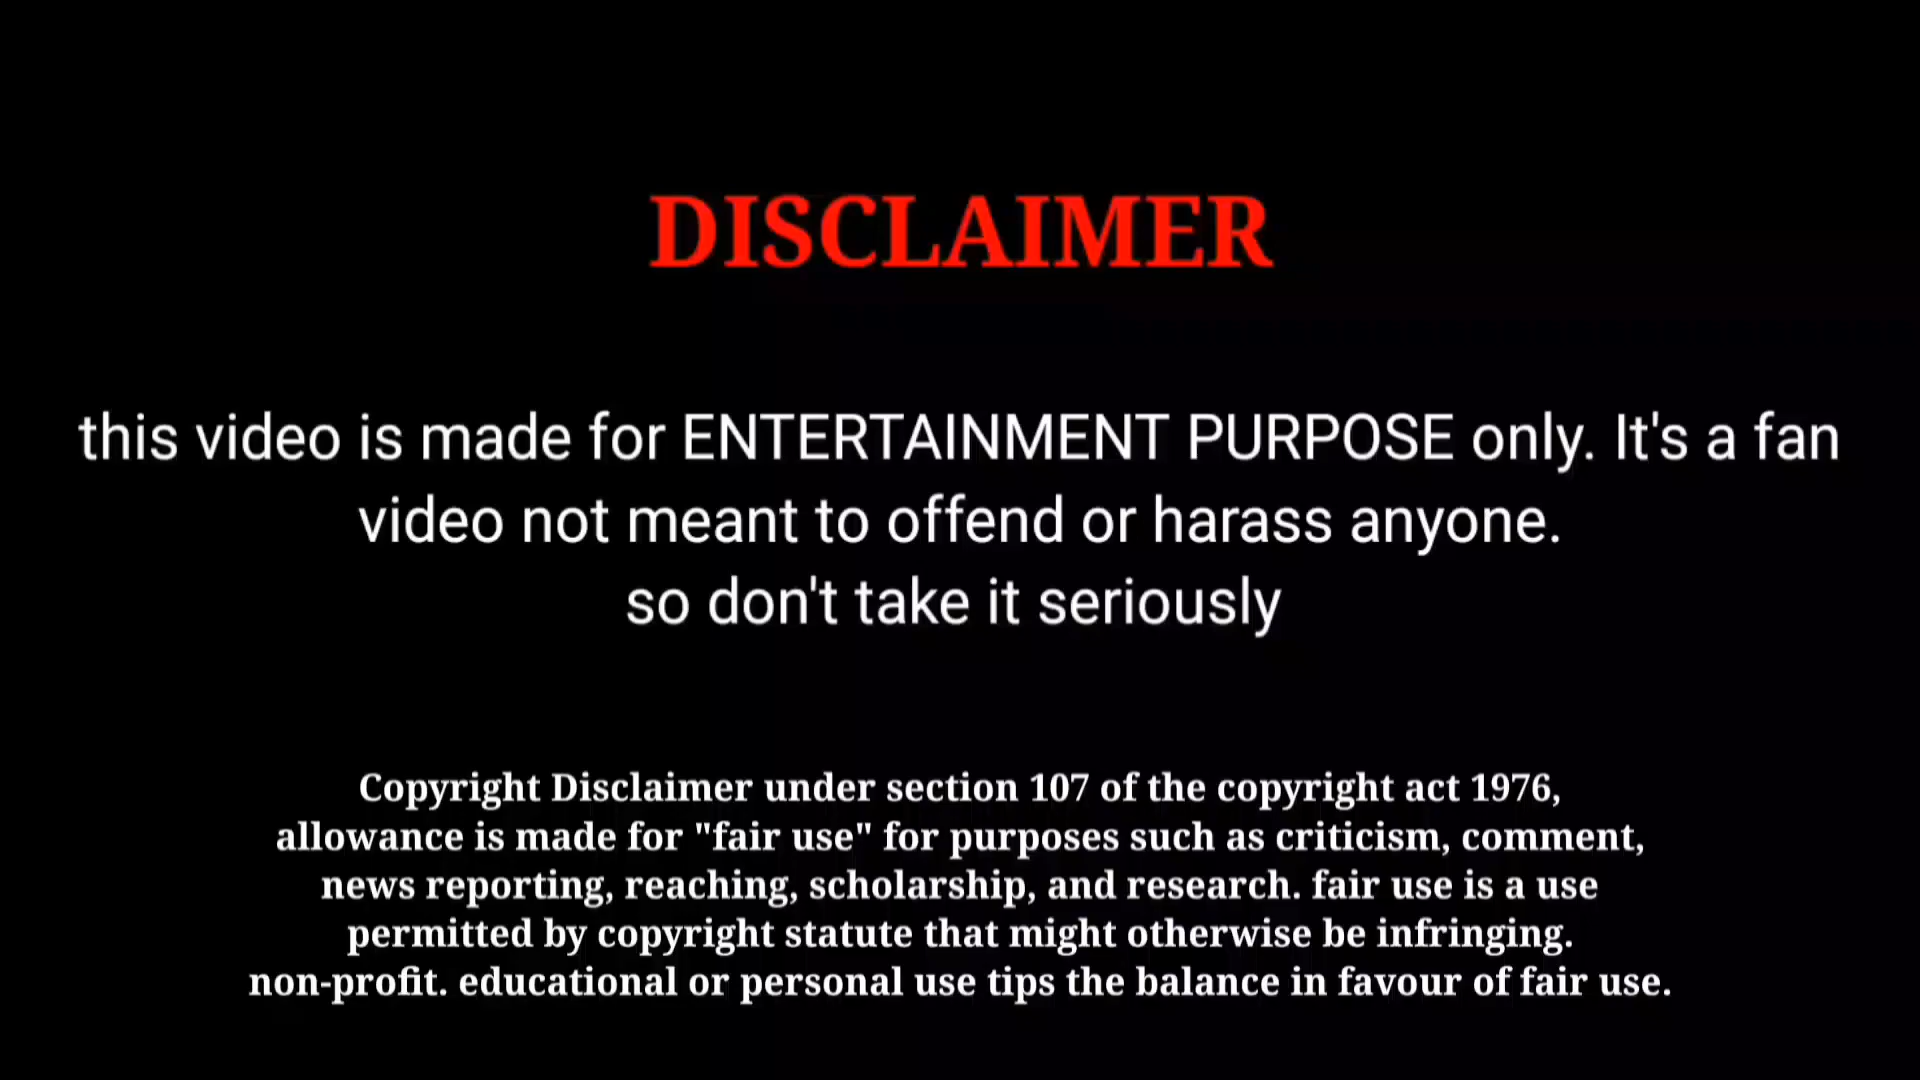 DISCLAIMER
this video is made for ENTERTAINMENT PURPOSE only. It's a fan
video not meant to offend or harass anyone.
so don't take it seriously
Copyright Disclaimer under section 107 of the copyright act 1976,
allowance is made for "fair use" for purposes such as criticism, comment,
news reporting, reaching, scholarship, and research. fair use is a use
permitted by copyright statute that might otherwise be infringing.
non-profit. educational or personal use tips the balance in favour of fair use.